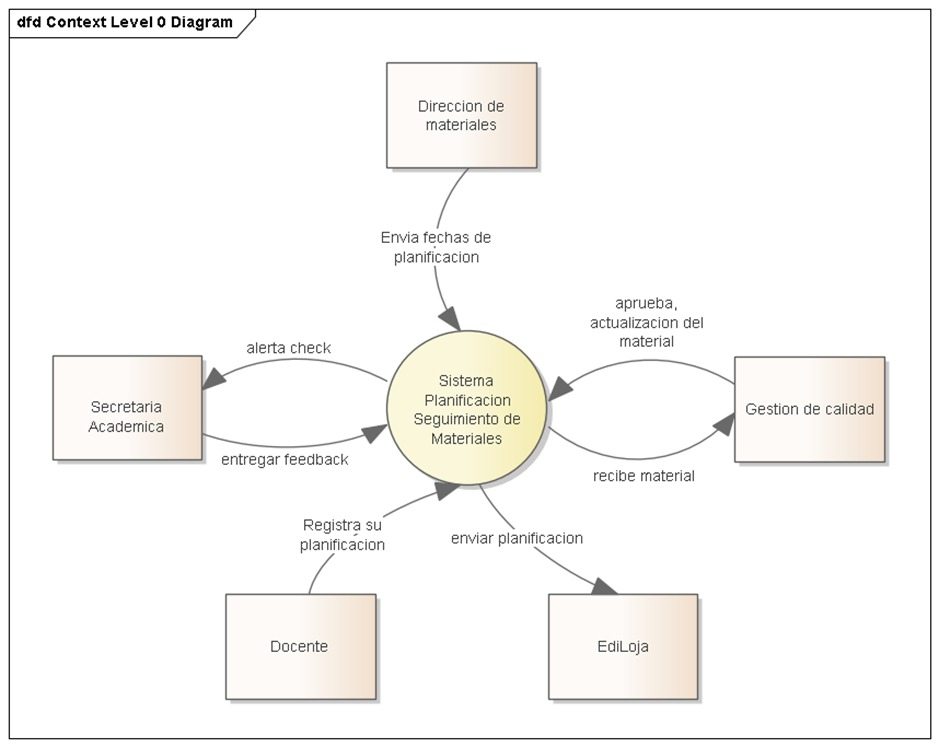 dfd Context Level 0 Diagram
Direccion de
materiales
Envia fechas de
planificacion
aprueba,
actualizacion del
material
alerta check
Sistema
Planificacion
Seguimiento de
Materiales
Secretaria
Academica
Gestion de calidad
entregar feedback
recibe material
Registra su
planificación
enviar planificacion
Docente
EdiLoja